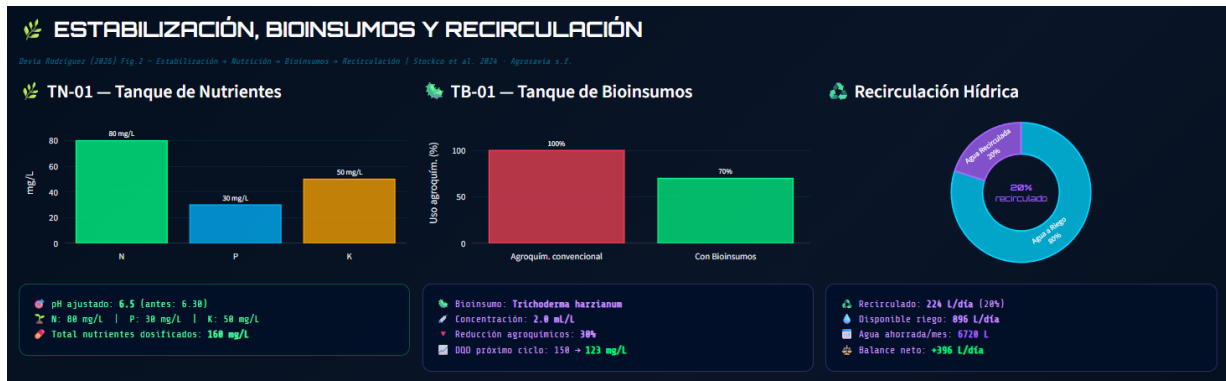 ESTABILIZACIÓN, BIOINSUMOS Y RECIRCULACIÓN
Devia Rodríguez (2026) Fig.2 — Estabilización → Nutrición → Bioinsumos → Recirculación | Stockco et al. 2024 · Agrosavia s.f.
TN-01 — Tanque de Nutrientes
80 mg/L
30 mg/L
50 mg/L
mg/L
80
60
40
20
0
N
P
K
pH ajustado: 6.5 (antes: 6.30)
N: 80 mg/L | P: 30 mg/L | K: 50 mg/L
Total nutrientes dosificados: 160 mg/L
TB-01 — Tanque de Bioinsumos
100%
70%
Uso agroquím. (%)
100
50
0
Agroquím. convencional
Con Bioinsumos
Bioinsumo: Trichoderma harzianum
Concentración: 2.0 mL/L
Reducción agroquímicos: 30%
DQO próximo ciclo: 150 → 123 mg/L
Recirculación Hídrica
Agua Recirculada
20%
20%
recirculado
Agua a Riego
80%
Recirculado: 224 L/día (20%)
Disponible riego: 896 L/día
Agua ahorrada/mes: 6720 L
Balance neto: +396 L/día